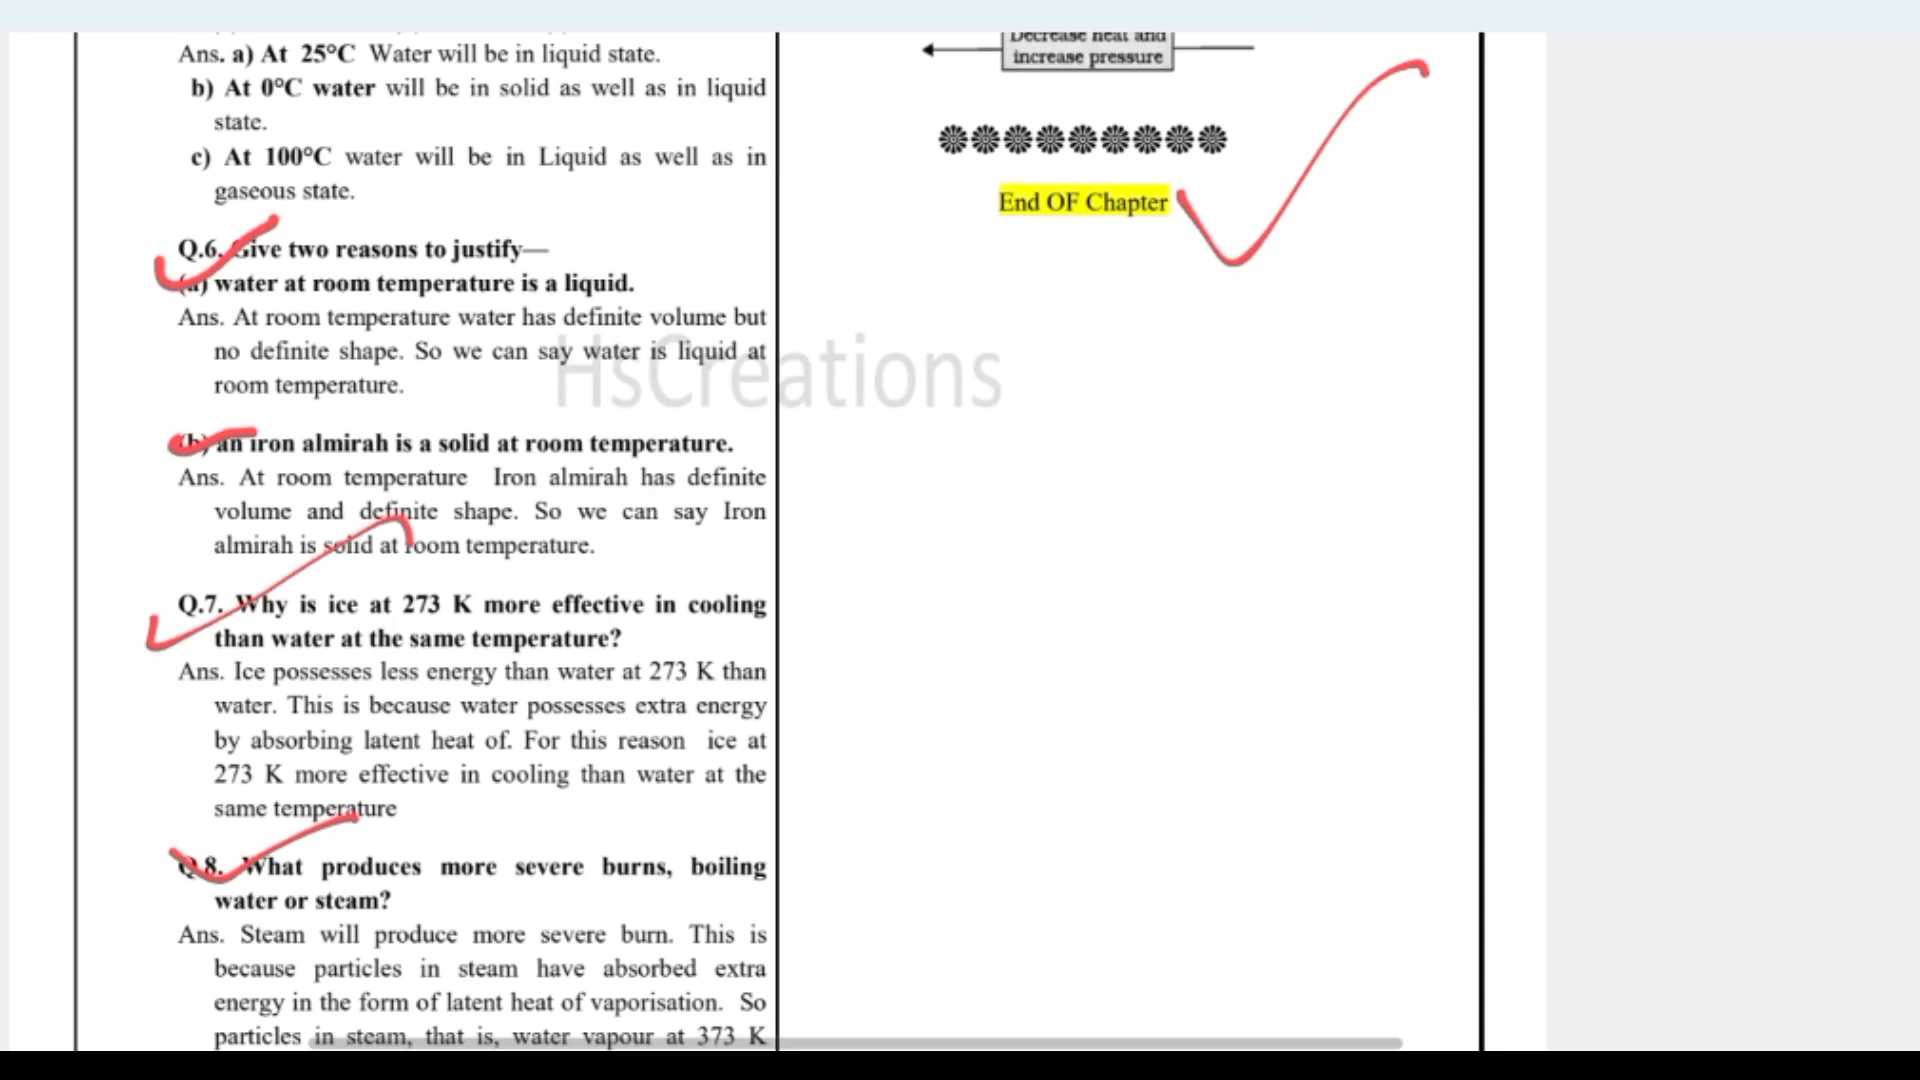 Ans. a) At 25°C Water will be in liquid state.
b) At 0°C water will be in solid as well as in liquid
state.
c) At 100°C water will be in Liquid as well as in
gaseous state.
Q.6. Give two reasons to justify—
(a) water at room temperature is a liquid.
Ans. At room temperature water has definite volume but
no definite shape. So we can say water is liquid at
room temperature.
(b) an iron almirah is a solid at room temperature.
Ans. At room temperature Iron almirah has definite
volume and definite shape. So we can say Iron
almirah is solid at room temperature.
Q.7. Why is ice at 273 K more effective in cooling
than water at the same temperature?
Ans. Ice possesses less energy than water at 273 K than
water. This is because water possesses extra energy
by absorbing latent heat of. For this reason ice at
273 K more effective in cooling than water at the
same temperature
Q.8. What produces more severe burns, boiling
water or steam?
Ans. Steam will produce more severe burn. This is
because particles in steam have absorbed extra
energy in the form of latent heat of vaporisation. So
particles in steam, that is, water vapour at 373 K
Decrease heat and
increase pressure
End OF Chapter
HsCreations